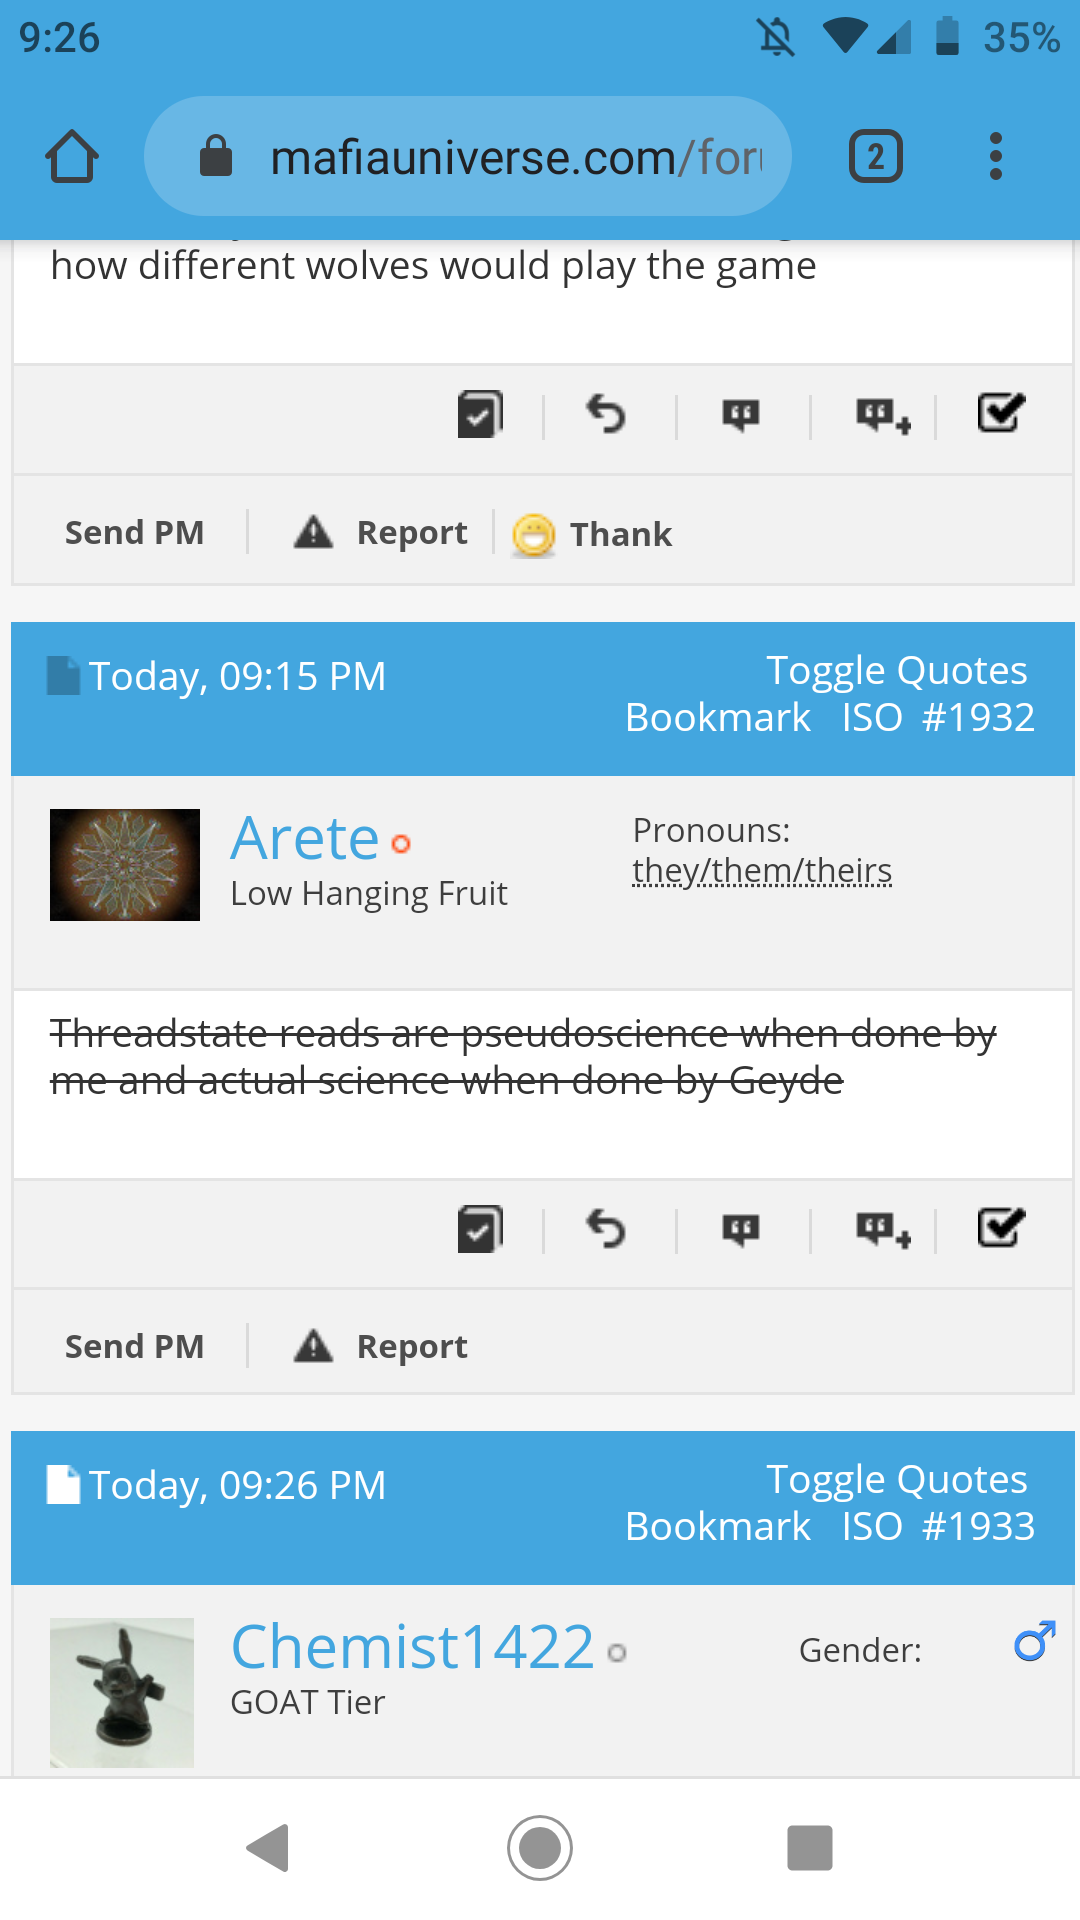 9:26
35%
mafiauniverse.com/for
2
how different wolves would play the game
Send PM
Report
Thank
Today, 09:15 PM
Toggle Quotes
Bookmark ISO #1932
Arete
Low Hanging Fruit
Pronouns:
they/them/theirs
Threadstate reads are pseudoscience when done by
me and actual science when done by Geyde
Send PM
Report
Today, 09:26 PM
Toggle Quotes
Bookmark ISO #1933
Chemist1422
GOAT Tier
Gender: